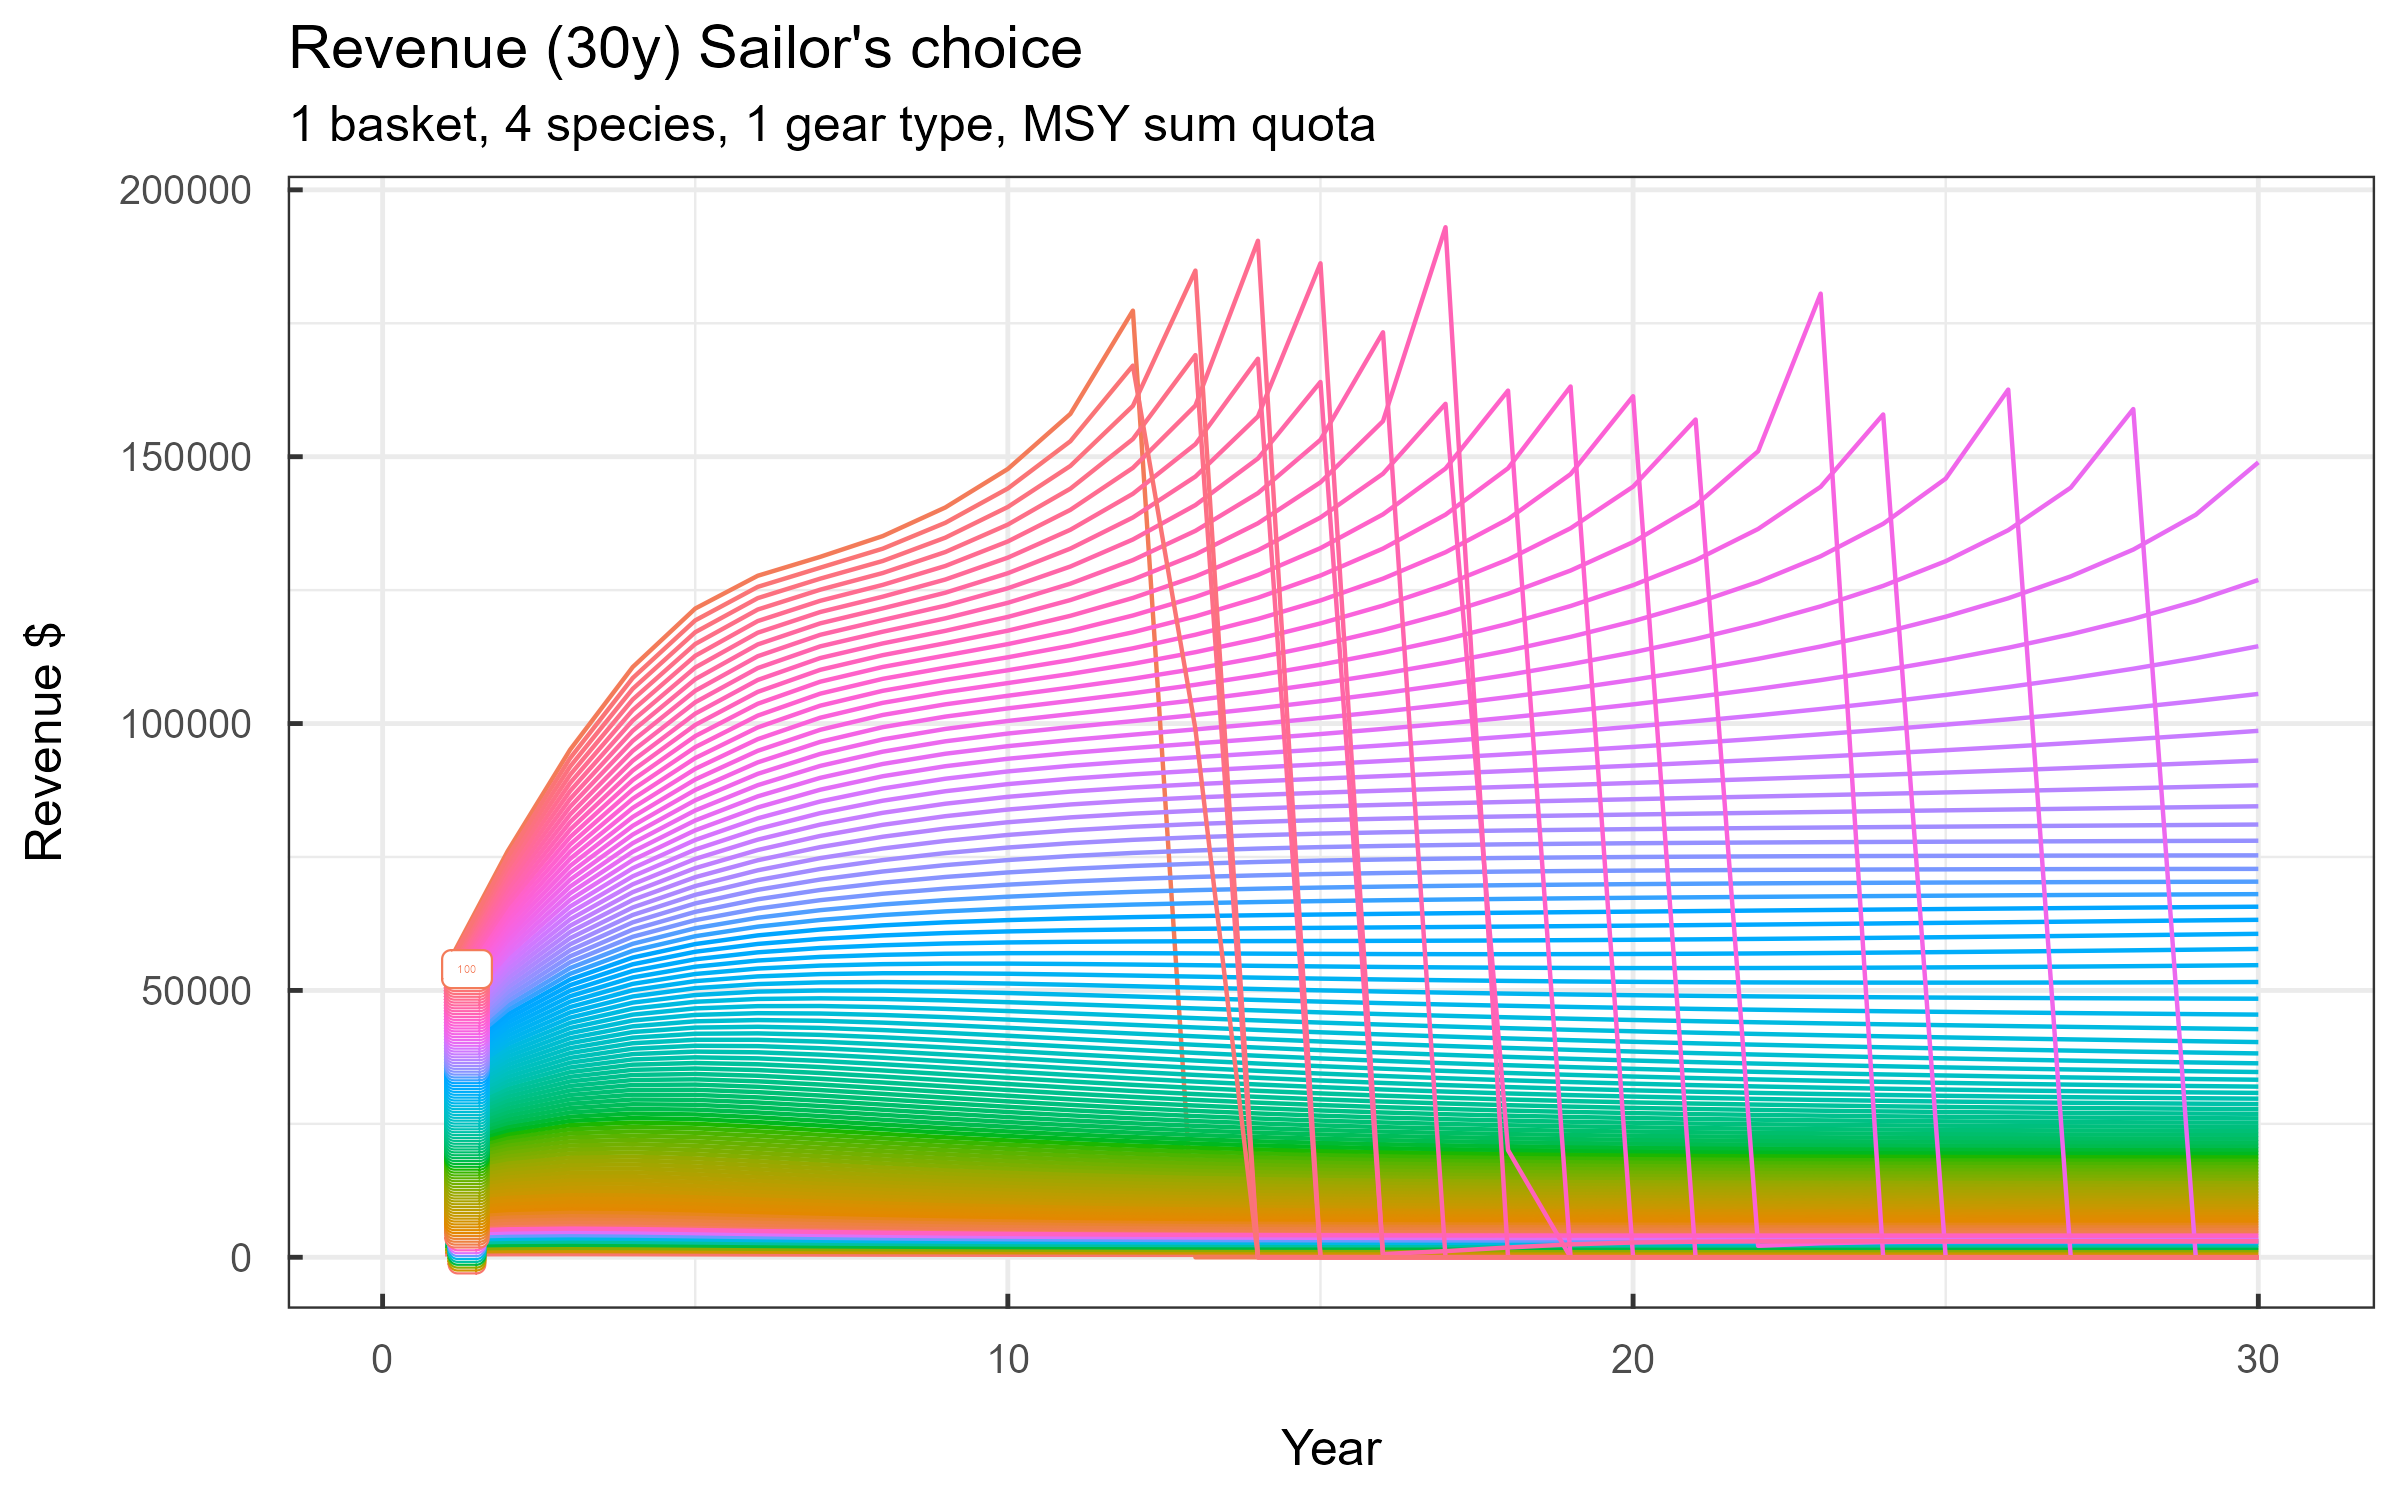 Revenue (30y) Sailor's choice
1 basket, 4 species, 1 gear type, MSY sum quota
200000
150000
100000
50000
0
Revenue $
100
0 10 20 30
Year